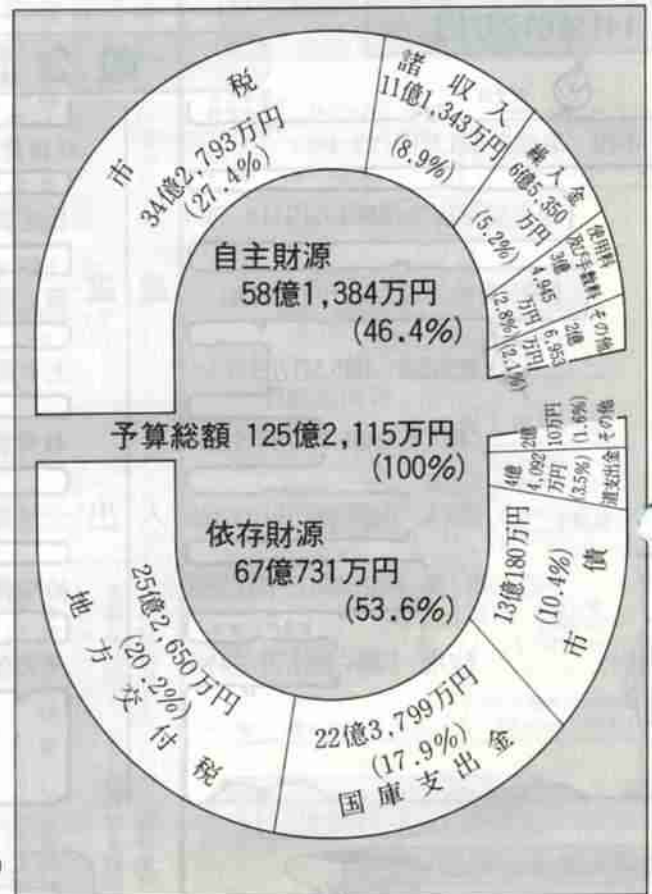 市税
34億2,793万円
(27.4%)
諸収入
11億1,343万円
(8.9%)
繰入金
6億5,350
万円
(5.2%)
使用料
及び手数料
3億
4,945
万円
(2.8%)
その他
2億
6,953
万円
(2.1%)
自主財源
58億1,384万円
(46.4%)
予算総額 125億2,115万円
(100%)
依存財源
67億731万円
(53.6%)
その他
2億
10万円
(1.6%)
道支出金
4億
4,092
万円
(3.5%)
市債
13億180万円
(10.4%)
国庫支出金
22億3,799万円
(17.9%)
地方交付税
25億2,650万円
(20.2%)